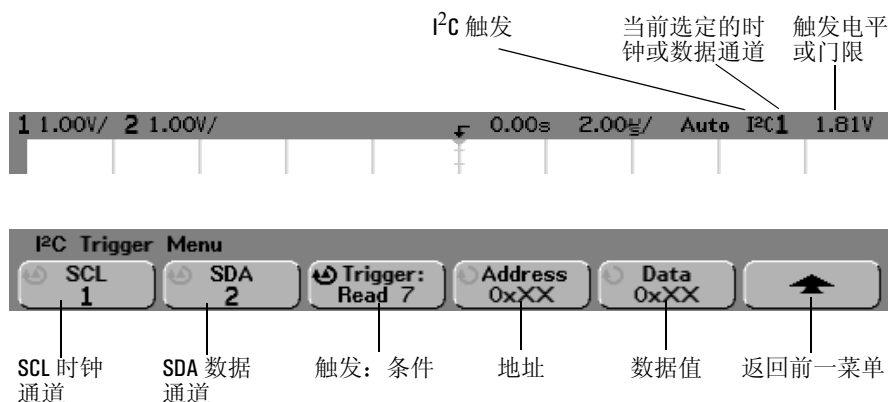 I²C 触发
当前选定的时
钟或数据通道
触发电平
或门限
1 1.00V/ 2 1.00V/ 0.00s 2.00㎲/ Auto I²C1 1.81V
I²C Trigger Menu
SCL
1
SDA
2
Trigger:
Read 7
Address
0xXX
Data
0xXX
SCL 时钟
通道
SDA 数据
通道
触发：条件
地址
数据值
返回前一菜单